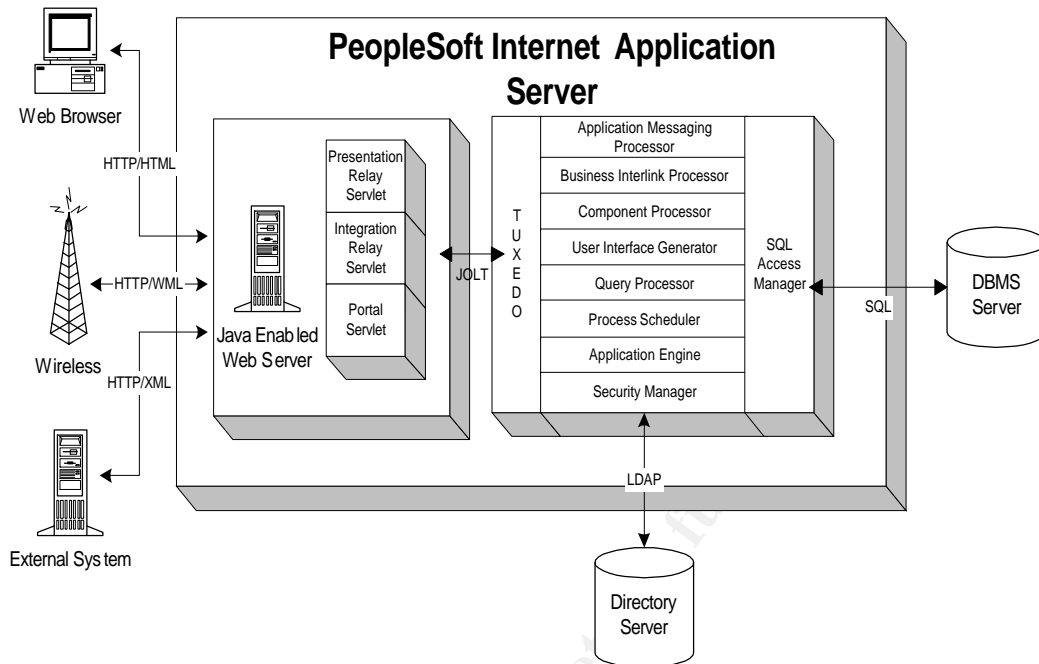 PeopleSoft Internet Application
Server
Web Browser
HTTP/HTML
HTTP/WML
Wireless
HTTP/XML
External System
Java Enabled
Web Server
Presentation
Relay
Servlet
Integration
Relay
Servlet
Portal
Servlet
JOLT
TUXEDO
Application Messaging
Processor
Business Interlink Processor
Component Processor
User Interface Generator
Query Processor
Process Scheduler
Application Engine
Security Manager
SQL
Access
Manager
SQL
DBMS
Server
LDAP
Directory
Server